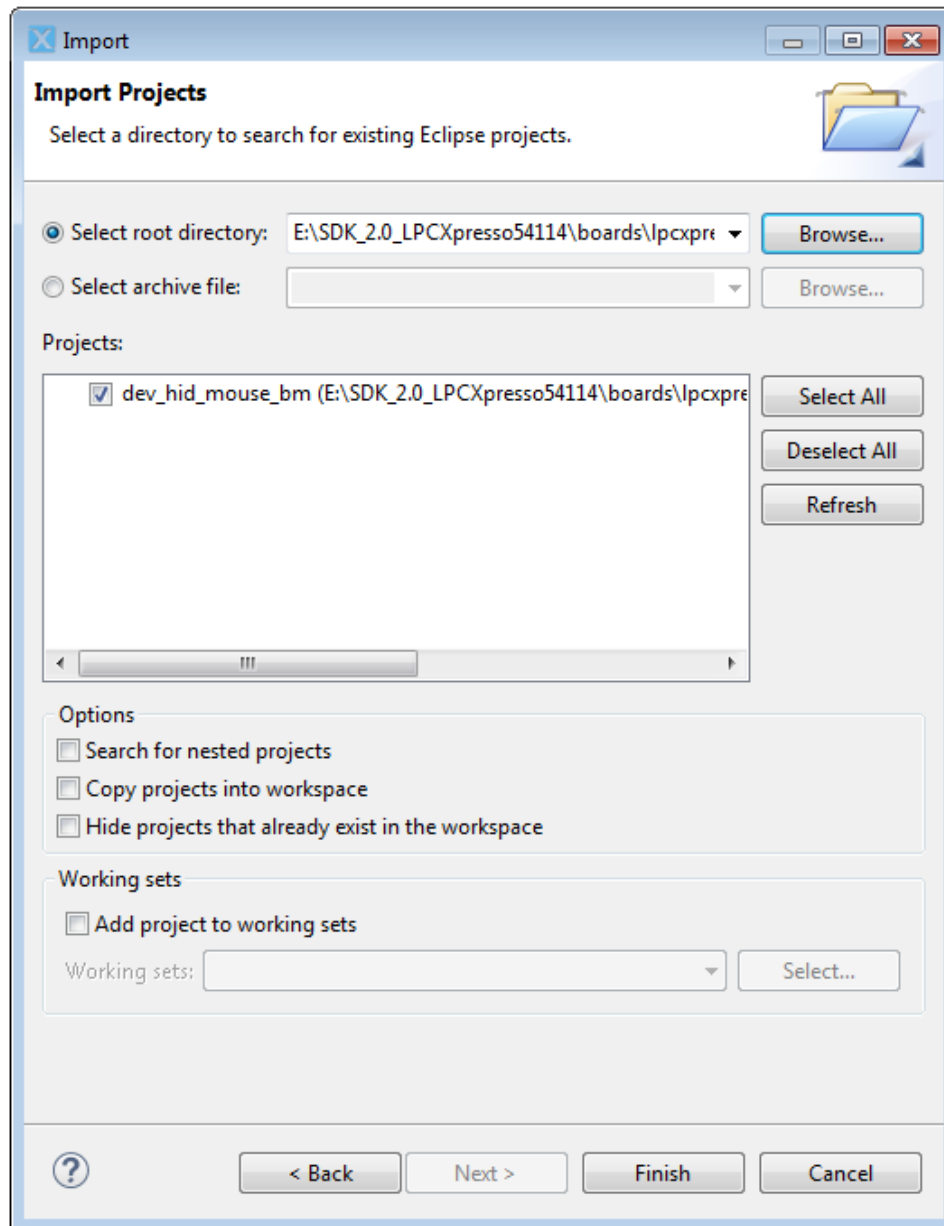 Import
Import Projects
Select a directory to search for existing Eclipse projects.
Select root directory: E:\SDK_2.0_LPCXpresso54114\boards\lpcxpre Browse...
Select archive file: Browse...
Projects:
dev_hid_mouse_bm (E:\SDK_2.0_LPCXpresso54114\boards\lpcxpre
Select All
Deselect All
Refresh
Options
Search for nested projects
Copy projects into workspace
Hide projects that already exist in the workspace
Working sets
Add project to working sets
Working sets: Select...
? < Back Next > Finish Cancel